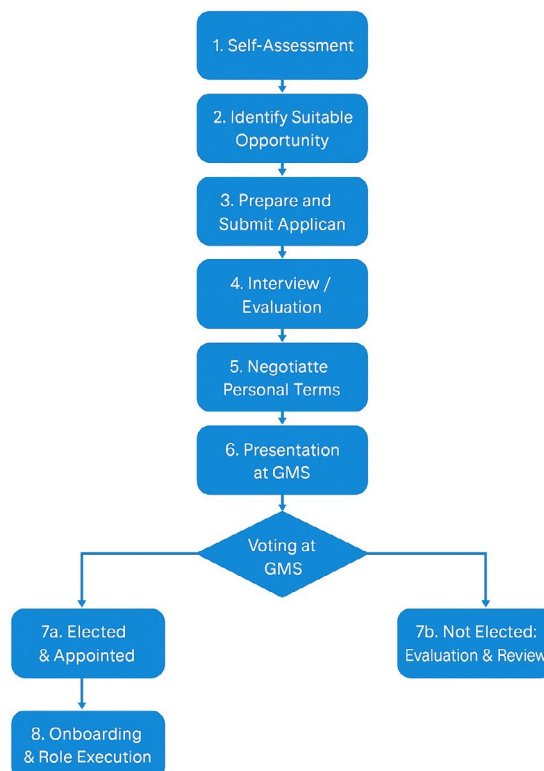 1. Self-Assessment
2. Identify Suitable
Opportunity
3. Prepare and
Submit Applican
4. Interview /
Evaluation
5. Negotiatte
Personal Terms
6. Presentation
at GMS
Voting at
GMS
7a. Elected
& Appointed
7b. Not Elected:
Evaluation & Review
8. Onboarding
& Role Execution